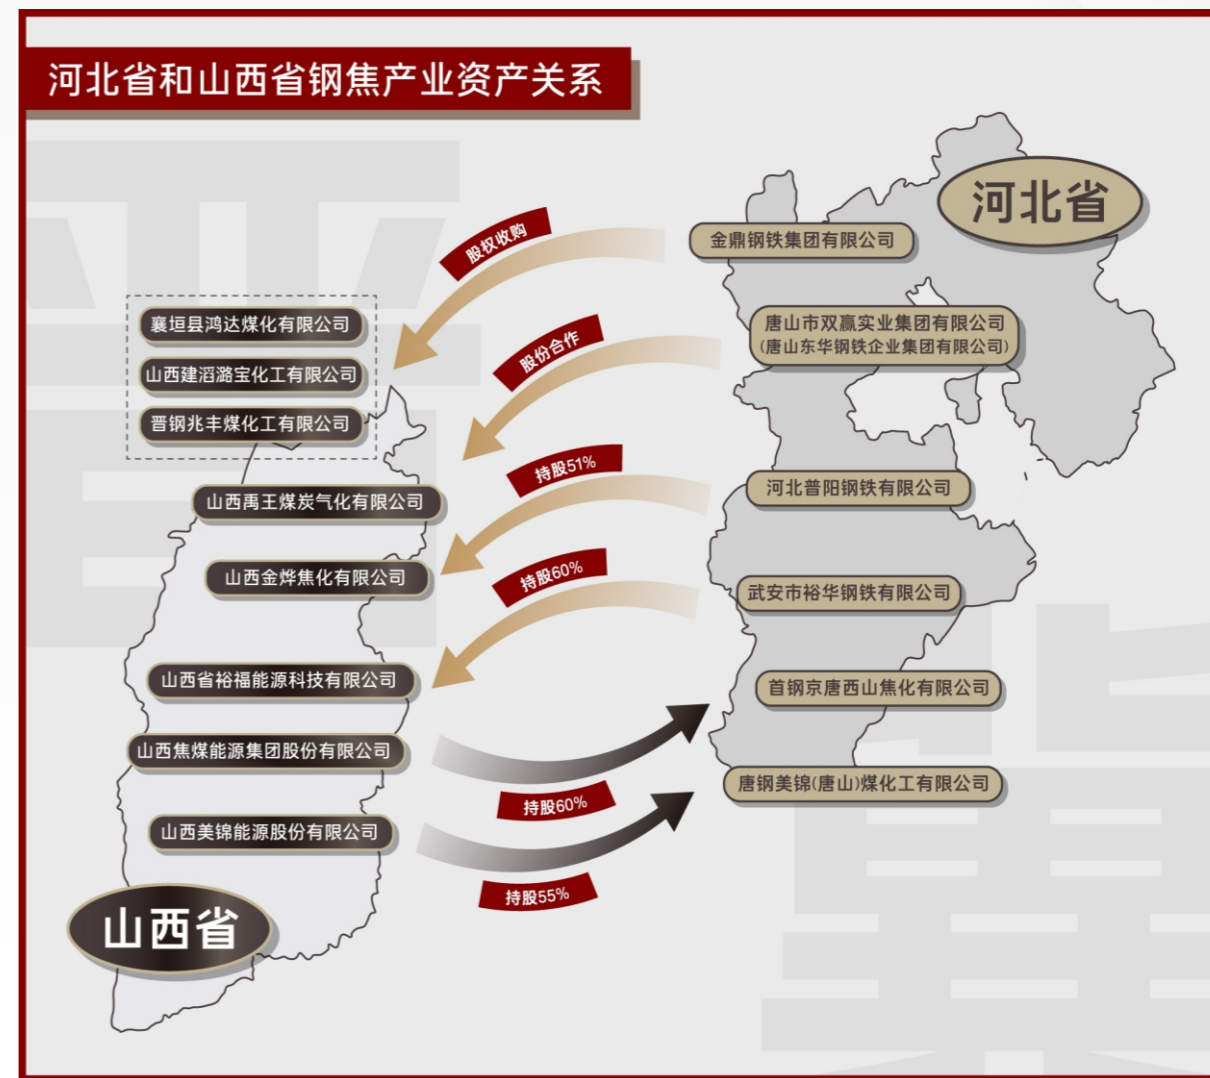 河北省和山西省钢焦产业资产关系
河北省
金鼎钢铁集团有限公司
股权收购
襄垣县鸿达煤化有限公司
山西建滔潞宝化工有限公司
晋钢兆丰煤化工有限公司
唐山市双赢实业集团有限公司
(唐山东华钢铁企业集团有限公司)
股份合作
山西禹王煤炭气化有限公司
河北普阳钢铁有限公司
持股51%
山西金烨焦化有限公司
武安市裕华钢铁有限公司
持股60%
山西省裕福能源科技有限公司
首钢京唐西山焦化有限公司
山西焦煤能源集团股份有限公司
持股60%
唐钢美锦(唐山)煤化工有限公司
山西美锦能源股份有限公司
持股55%
山西省
晋
冀